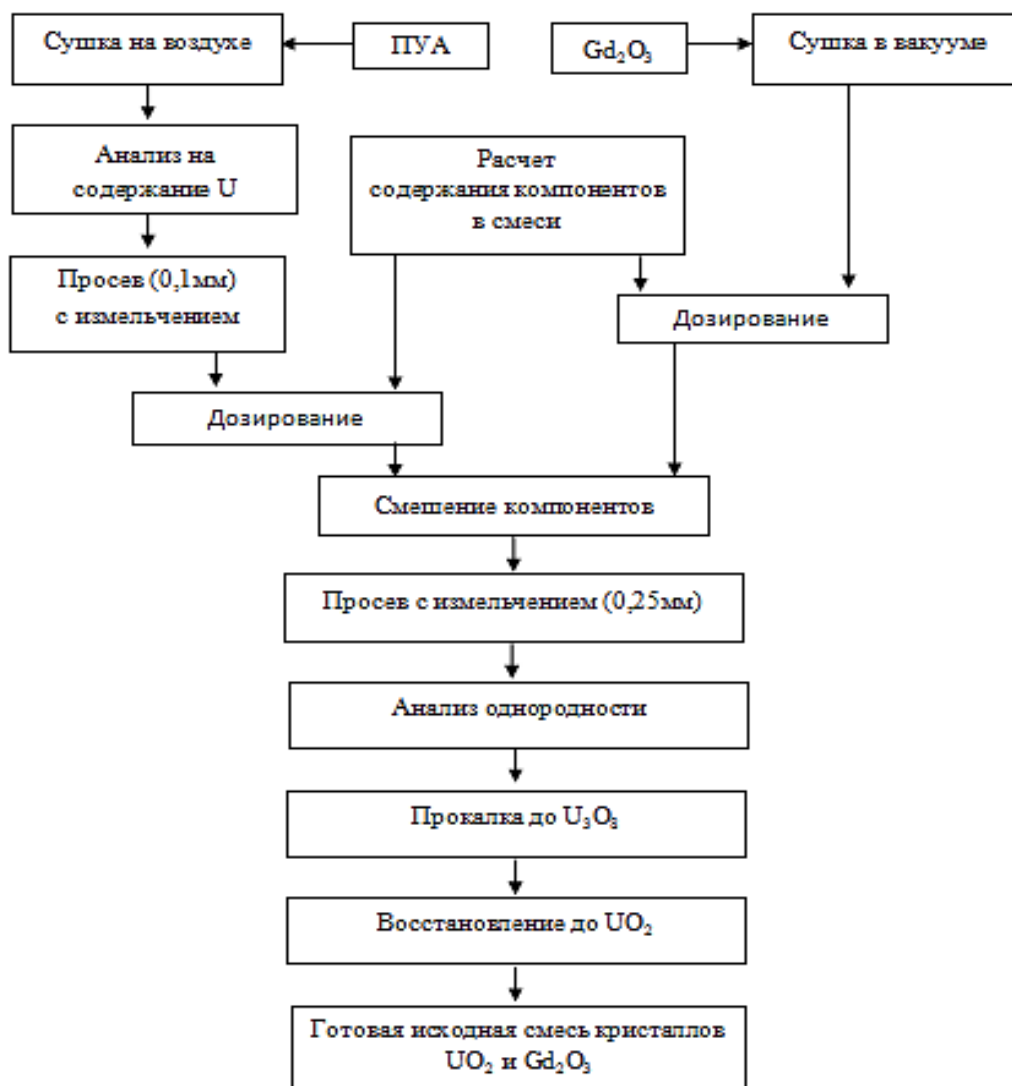 Сушка на воздухе
ПУА
Gd₂O₃
Сушка в вакууме
Анализ на
содержание U
Расчет
содержания компонентов
в смеси
Просев (0,1мм)
с измельчением
Дозирование
Дозирование
Смешение компонентов
Просев с измельчением (0,25мм)
Анализ однородности
Прокалка до U₃O₈
Восстановление до UO₂
Готовая исходная смесь кристаллов
UO₂ и Gd₂O₃